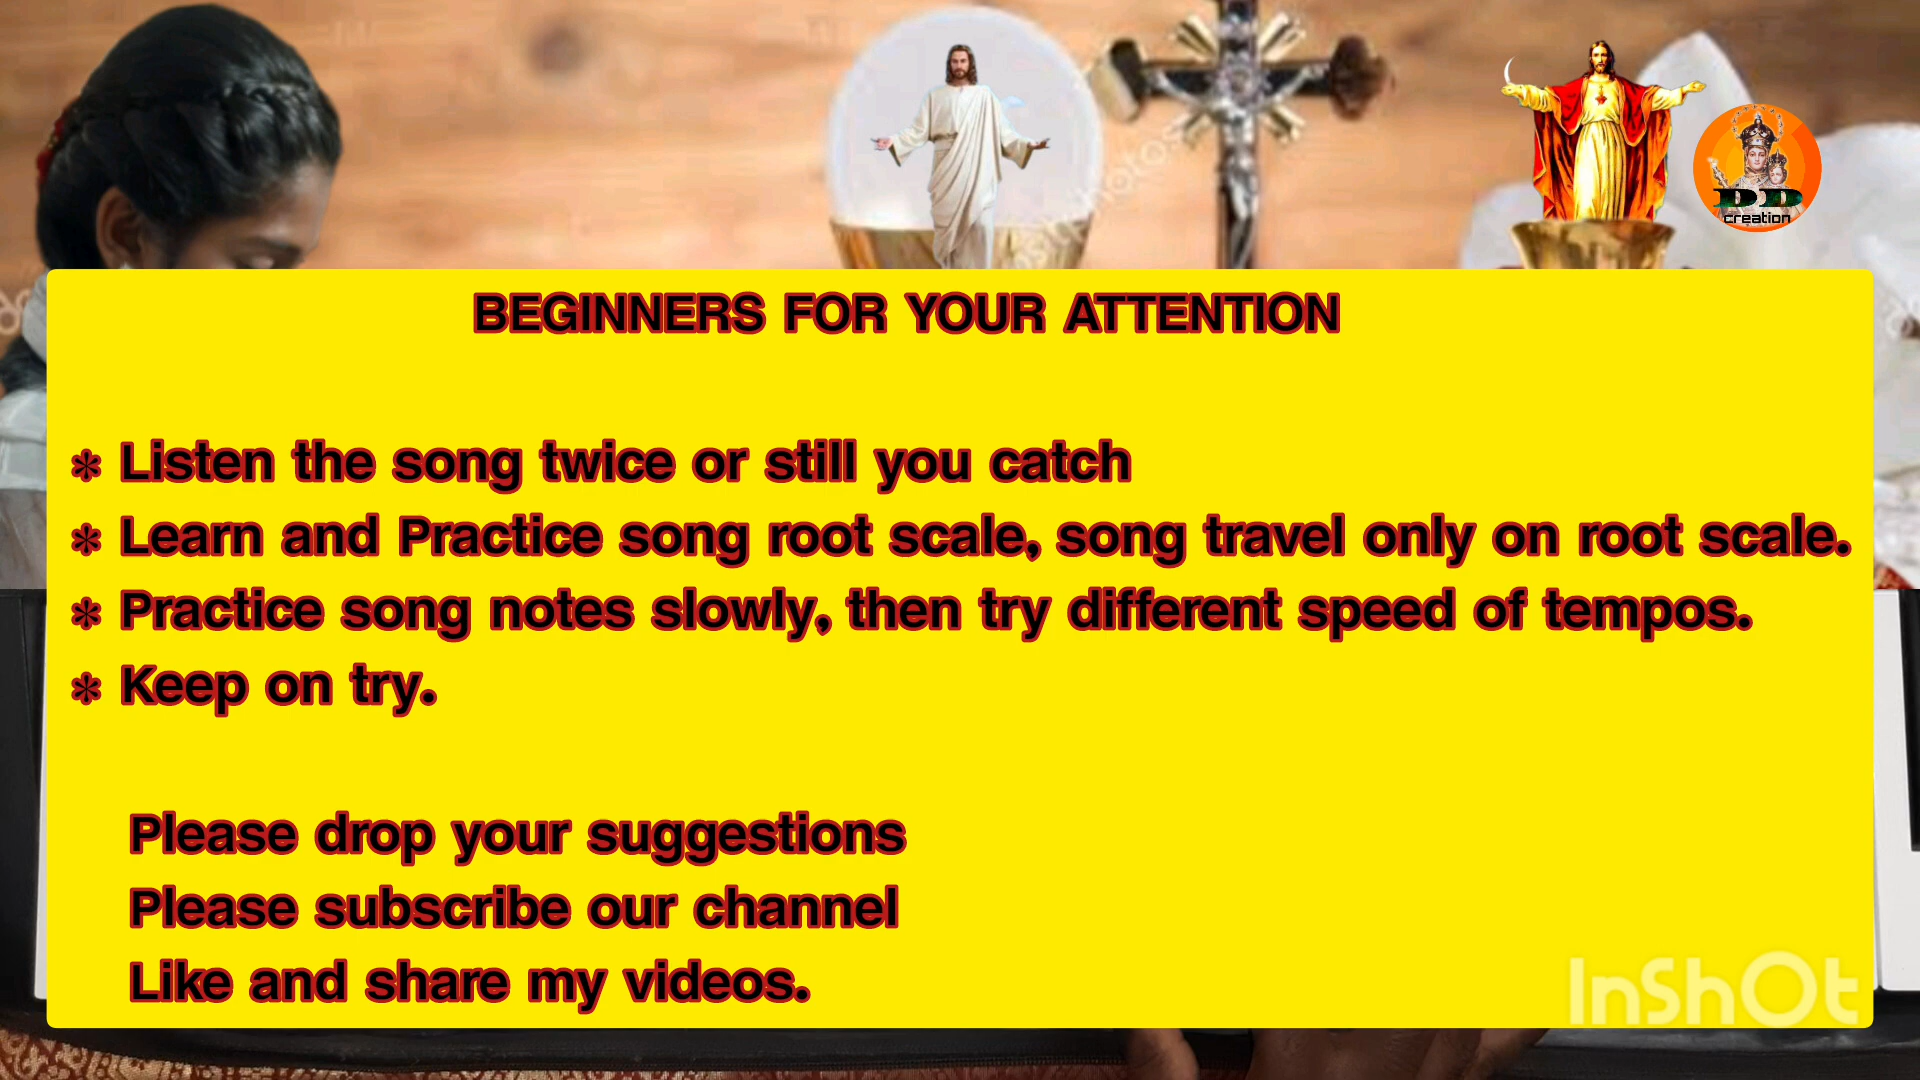 DD
creation
BEGINNERS FOR YOUR ATTENTION
* Listen the song twice or still you catch
* Learn and Practice song root scale, song travel only on root scale.
* Practice song notes slowly, then try different speed of tempos.
* Keep on try.
Please drop your suggestions
Please subscribe our channel
Like and share my videos.
InShOt